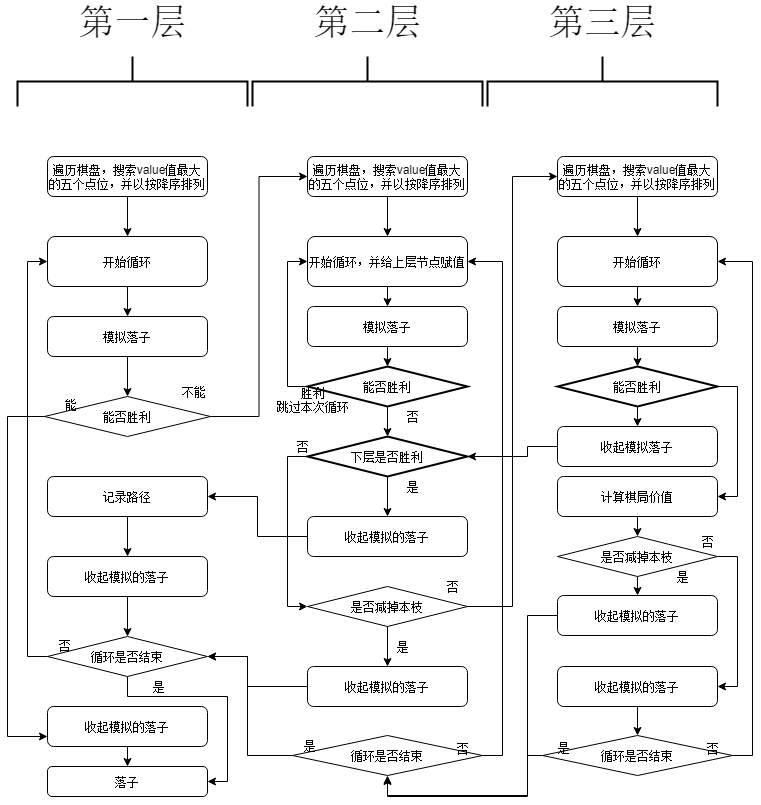 第一层
第二层
第三层
遍历棋盘，搜索value值最大
的五个点位，并以按降序排列
开始循环
模拟落子
能否胜利
能
不能
记录路径
收起模拟的落子
循环是否结束
否
是
收起模拟的落子
落子
遍历棋盘，搜索value值最大
的五个点位，并以按降序排列
开始循环，并给上层节点赋值
模拟落子
能否胜利
胜利
跳过本次循环
否
下层是否胜利
否
是
收起模拟的落子
是否减掉本枝
否
是
收起模拟的落子
循环是否结束
是
否
遍历棋盘，搜索value值最大
的五个点位，并以按降序排列
开始循环
模拟落子
能否胜利
收起模拟落子
计算棋局价值
是否减掉本枝
否
是
收起模拟的落子
收起模拟的落子
循环是否结束
是
否